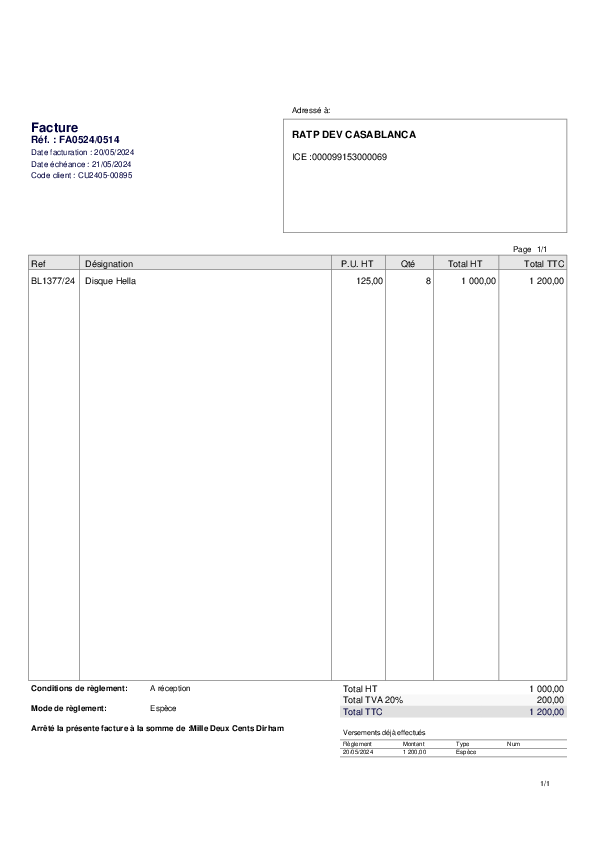 Adressé à:
Facture
Réf. : FA0524/0514
Date facturation : 20/05/2024
Date échéance : 21/05/2024
Code client : CU2405-00895
RATP DEV CASABLANCA
ICE :000099153000069
Page 1/1
Ref Désignation P.U. HT Qté Total HT Total TTC
BL1377/24 Disque Hella 125,00 8 1 000,00 1 200,00
Conditions de règlement: A réception
Mode de règlement: Espèce
Arrêté la présente facture à la somme de :Mille Deux Cents Dirham
Total HT 1 000,00
Total TVA 20% 200,00
Total TTC 1 200,00
Versements déjà effectués
Règlement Montant Type Num
20/05/2024 1 200,00 Espèce
1/1